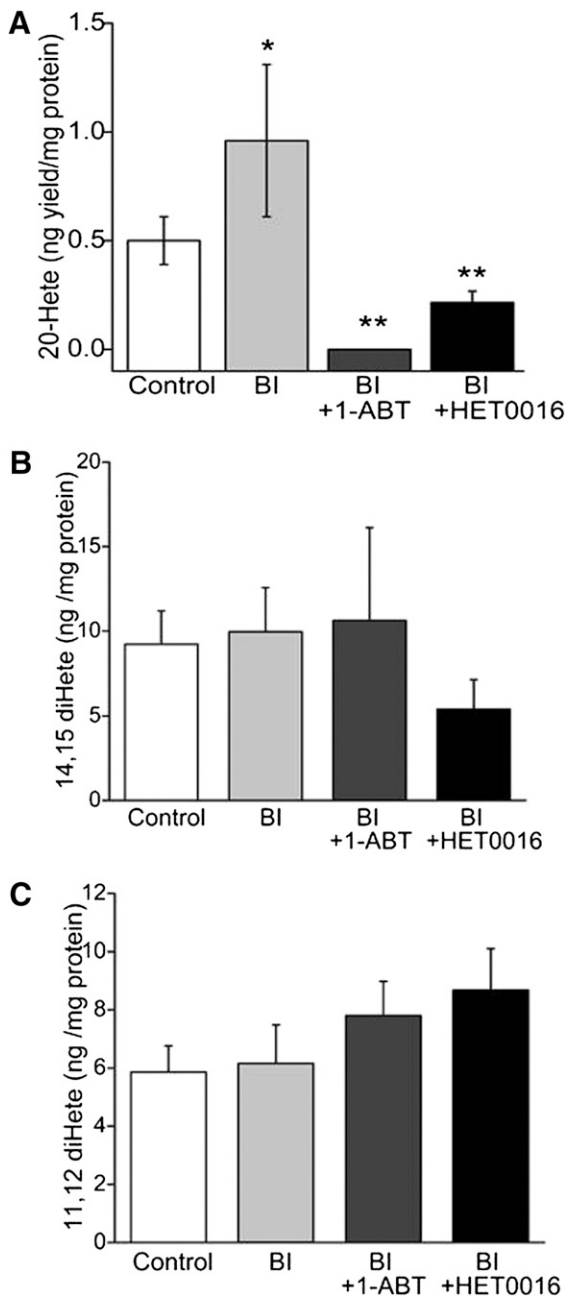 A
20-Hete (ng yield/mg protein)
1.5
1.0
0.5
0.0
*
**
**
Control BI BI BI
+1-ABT +HET0016
B
14,15 diHete (ng /mg protein)
20
15
10
5
0
Control BI BI BI
+1-ABT +HET0016
C
11,12 diHete (ng /mg protein)
12
10
8
6
4
2
0
Control BI BI BI
+1-ABT +HET0016